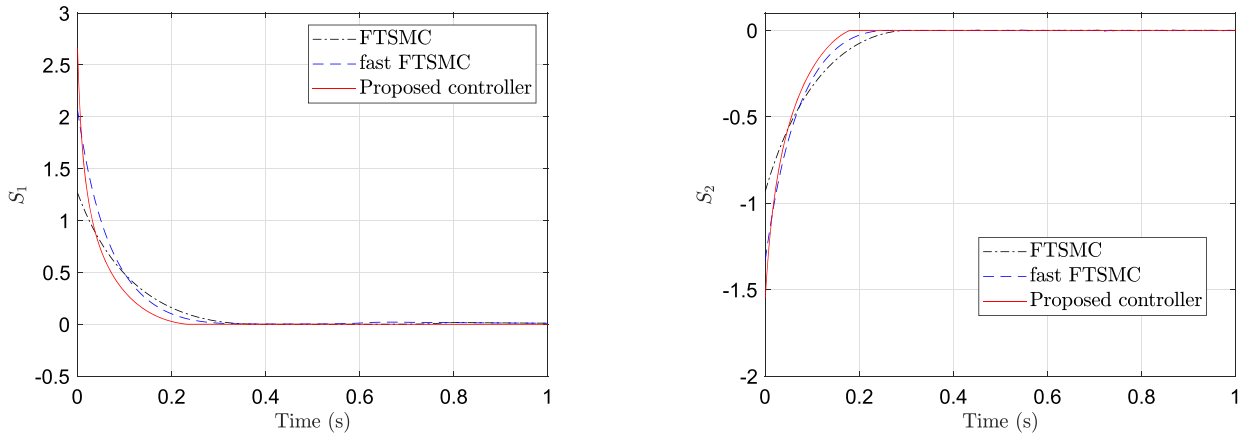 3
2.5
2
1.5
1
0.5
0
-0.5
S1
FTSMC
fast FTSMC
Proposed controller
0 0.2 0.4 0.6 0.8 1
Time (s)
0
-0.5
-1
-1.5
-2
S2
FTSMC
fast FTSMC
Proposed controller
0 0.2 0.4 0.6 0.8 1
Time (s)